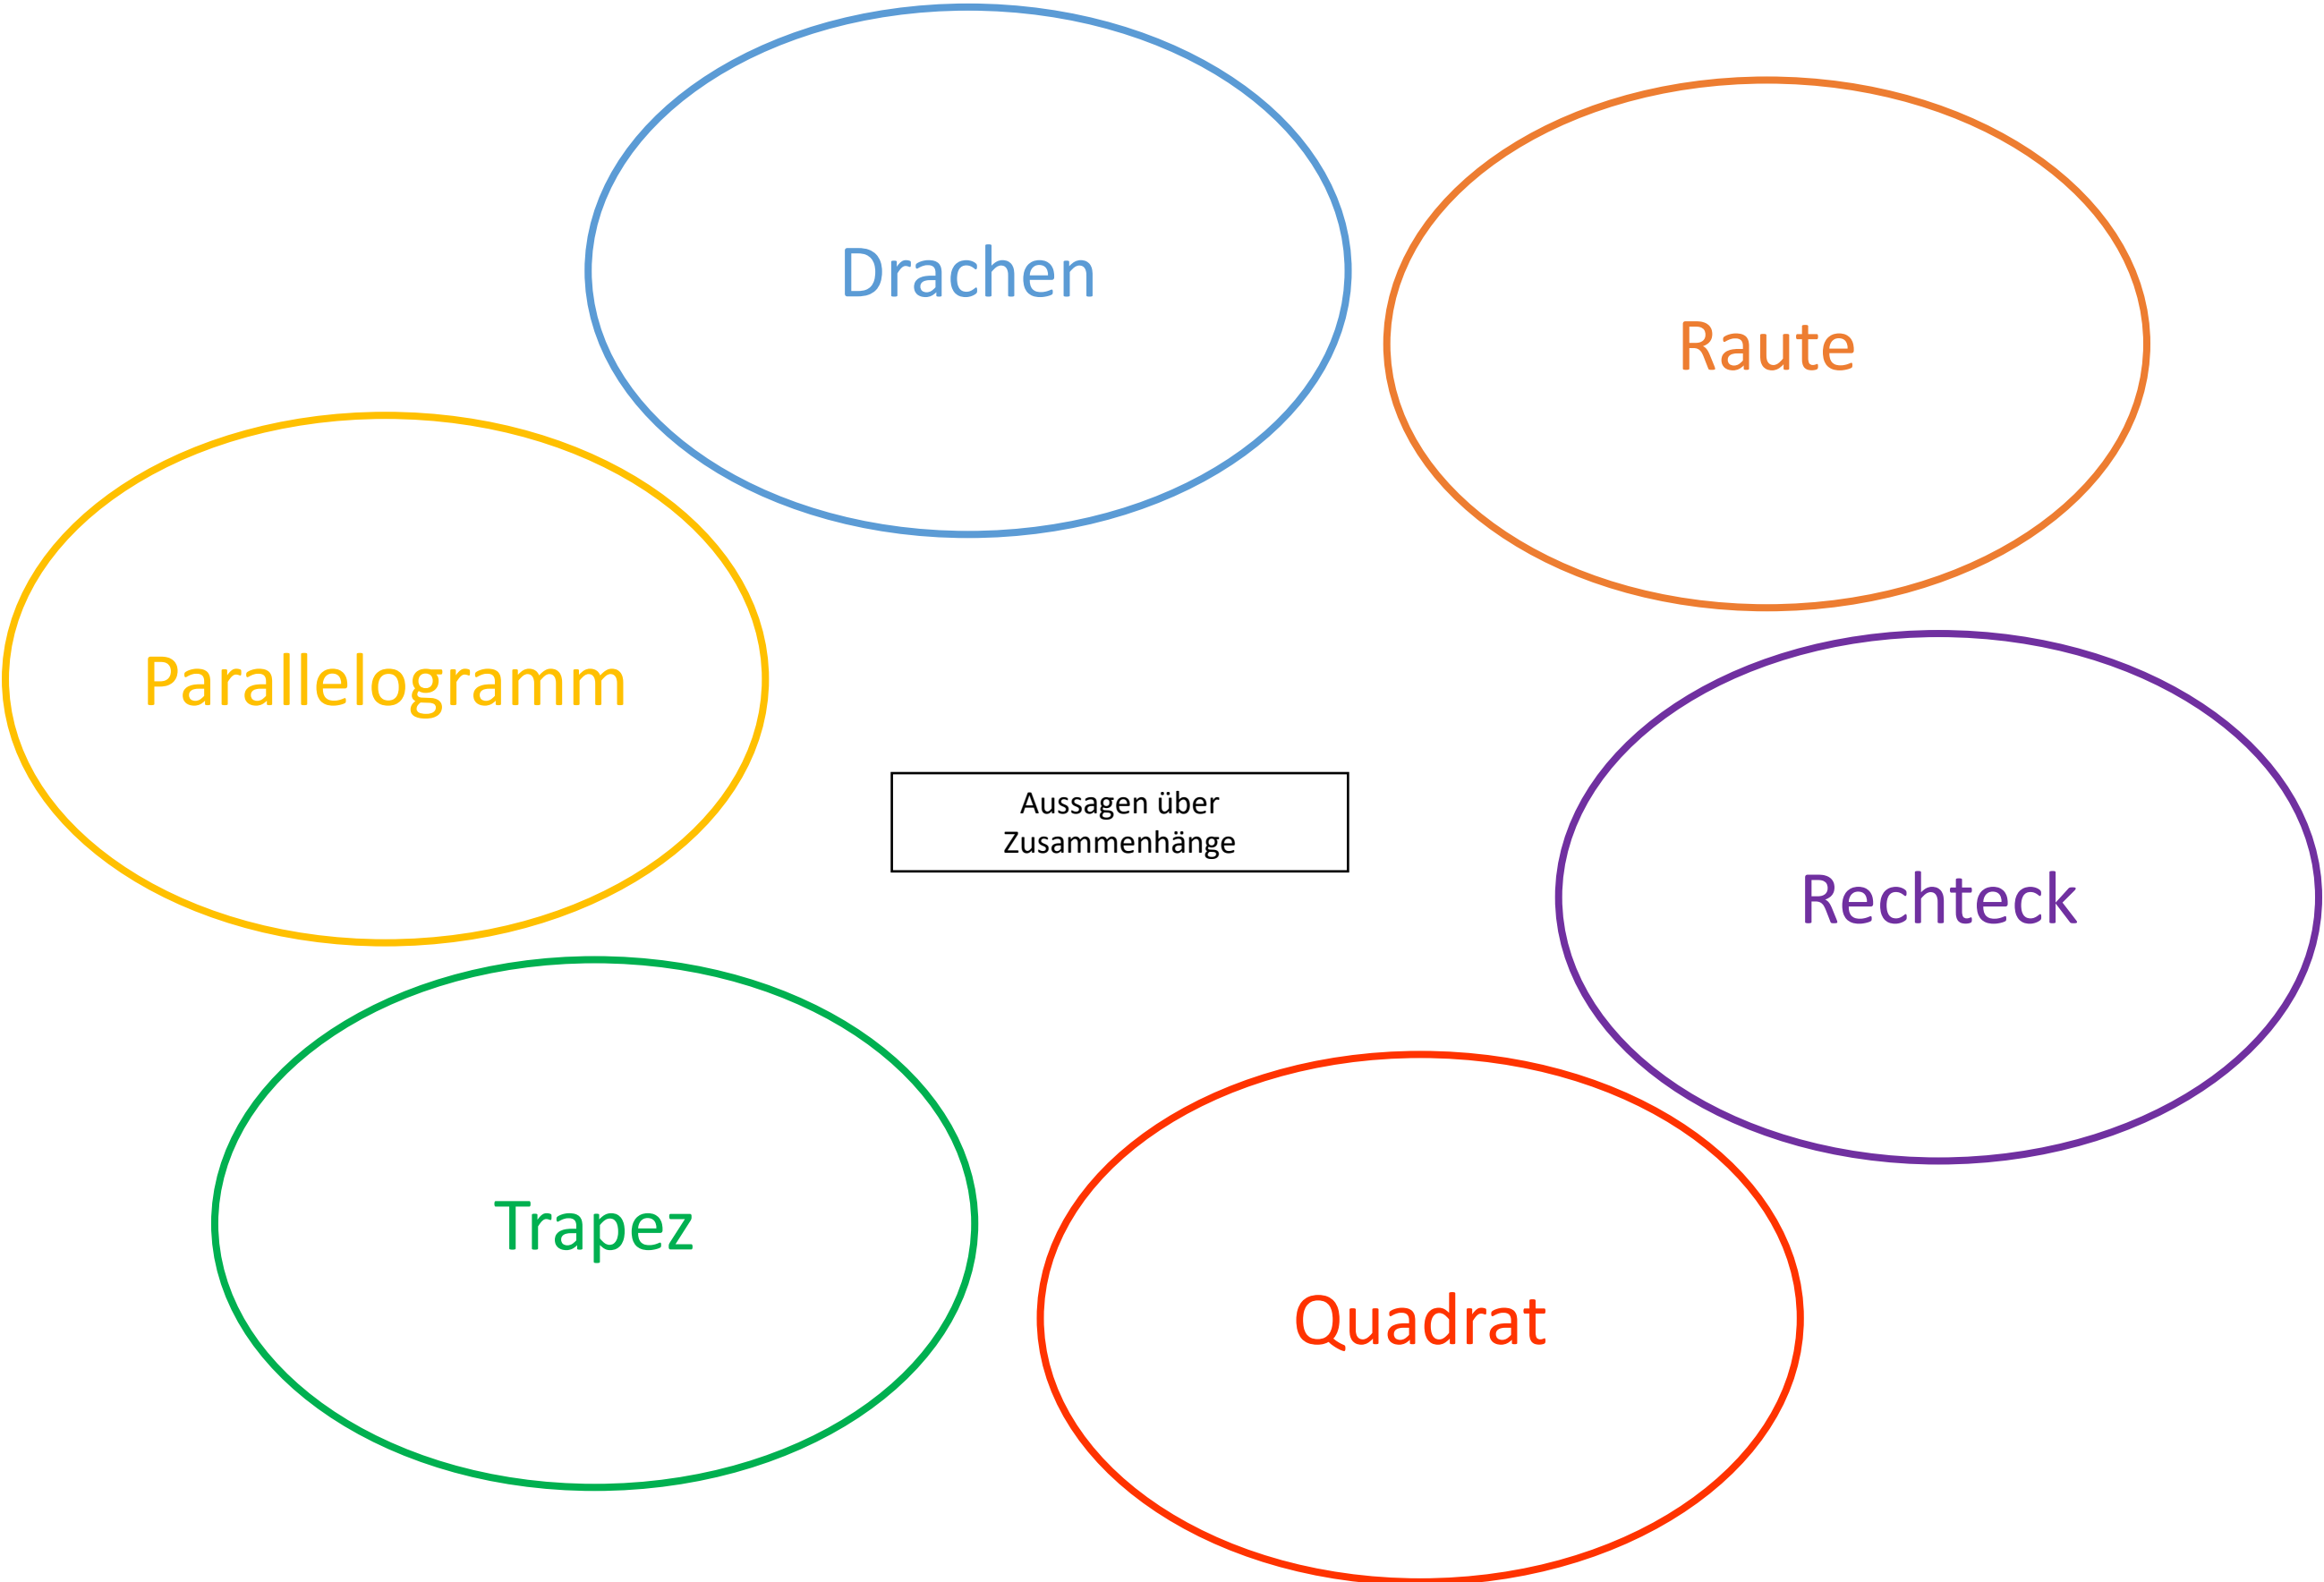 Drachen
Raute
Parallelogramm
Aussagen über
Zusammenhänge
Rechteck
Trapez
Quadrat